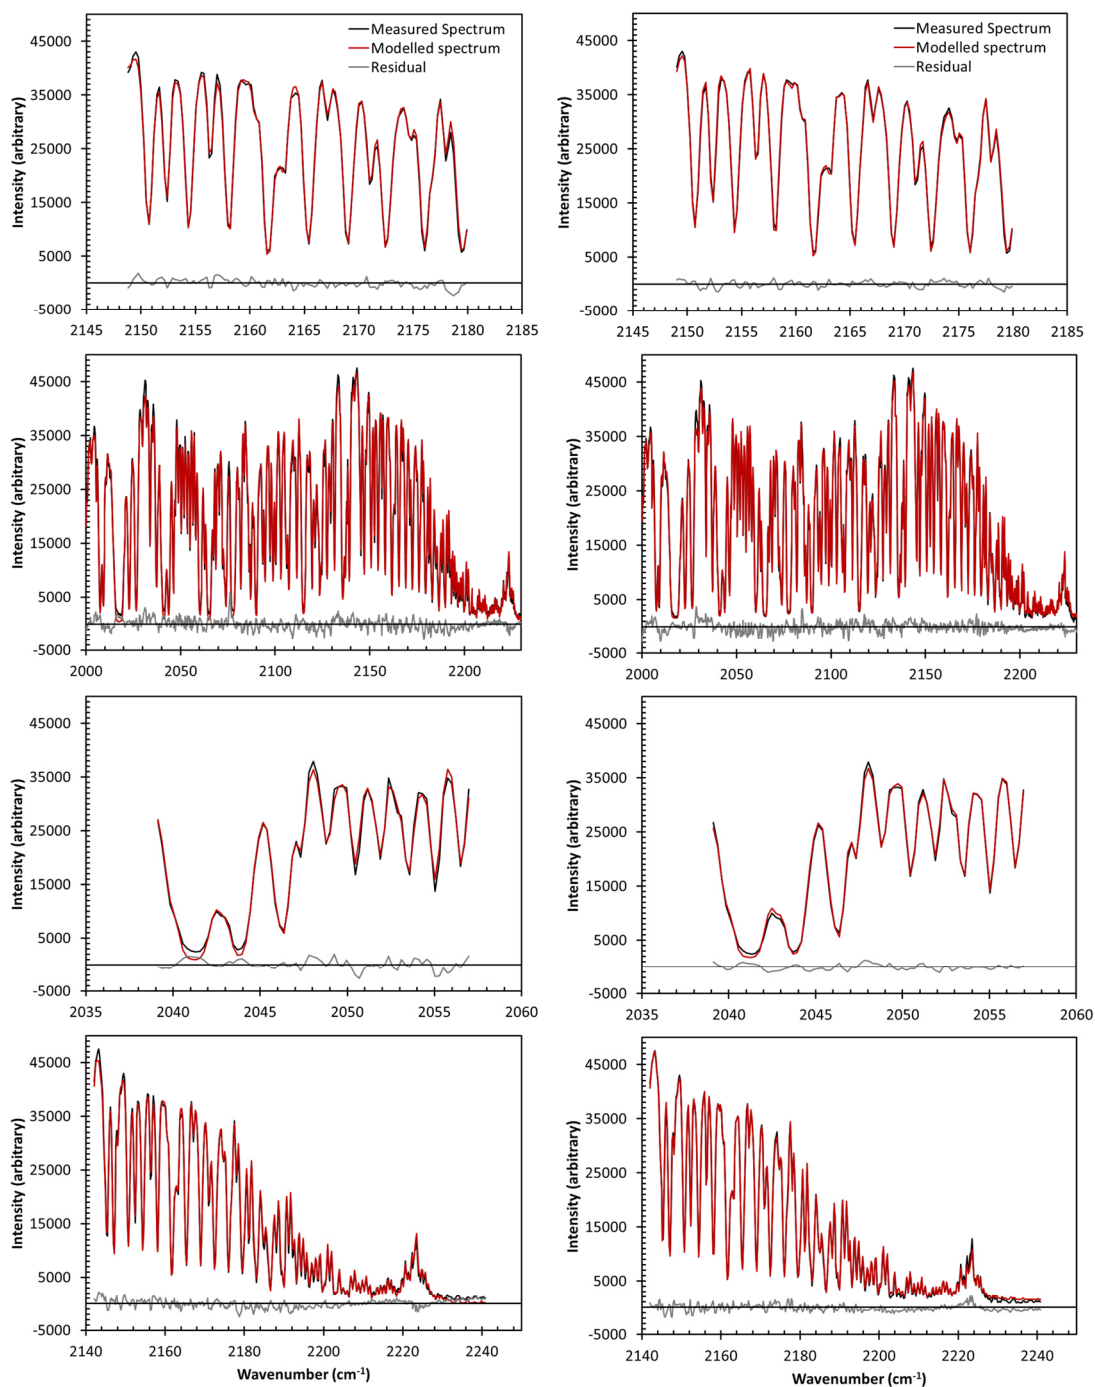 45000
35000
25000
15000
5000
-5000
Intensity (arbitrary)
Measured Spectrum
Modelled spectrum
Residual
2145 2150 2155 2160 2165 2170 2175 2180 2185
45000
35000
25000
15000
5000
-5000
Intensity (arbitrary)
Measured Spectrum
Modelled spectrum
Residual
2145 2150 2155 2160 2165 2170 2175 2180 2185
45000
35000
25000
15000
5000
-5000
Intensity (arbitrary)
2000 2050 2100 2150 2200
45000
35000
25000
15000
5000
-5000
Intensity (arbitrary)
2000 2050 2100 2150 2200
45000
35000
25000
15000
5000
-5000
Intensity (arbitrary)
2035 2040 2045 2050 2055 2060
45000
35000
25000
15000
5000
-5000
Intensity (arbitrary)
2035 2040 2045 2050 2055 2060
45000
35000
25000
15000
5000
-5000
Intensity (arbitrary)
2140 2160 2180 2200 2220 2240
Wavenumber (cm⁻¹)
45000
35000
25000
15000
5000
-5000
Intensity (arbitrary)
2140 2160 2180 2200 2220 2240
Wavenumber (cm⁻¹)